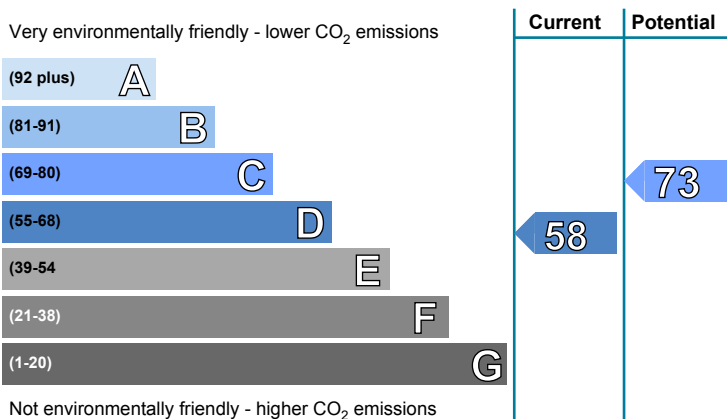 Current Potential
Very environmentally friendly - lower CO2 emissions
(92 plus) A
(81-91) B
(69-80) C
73
(55-68) D
58
(39-54 E
(21-38) F
(1-20) G
Not environmentally friendly - higher CO2 emissions